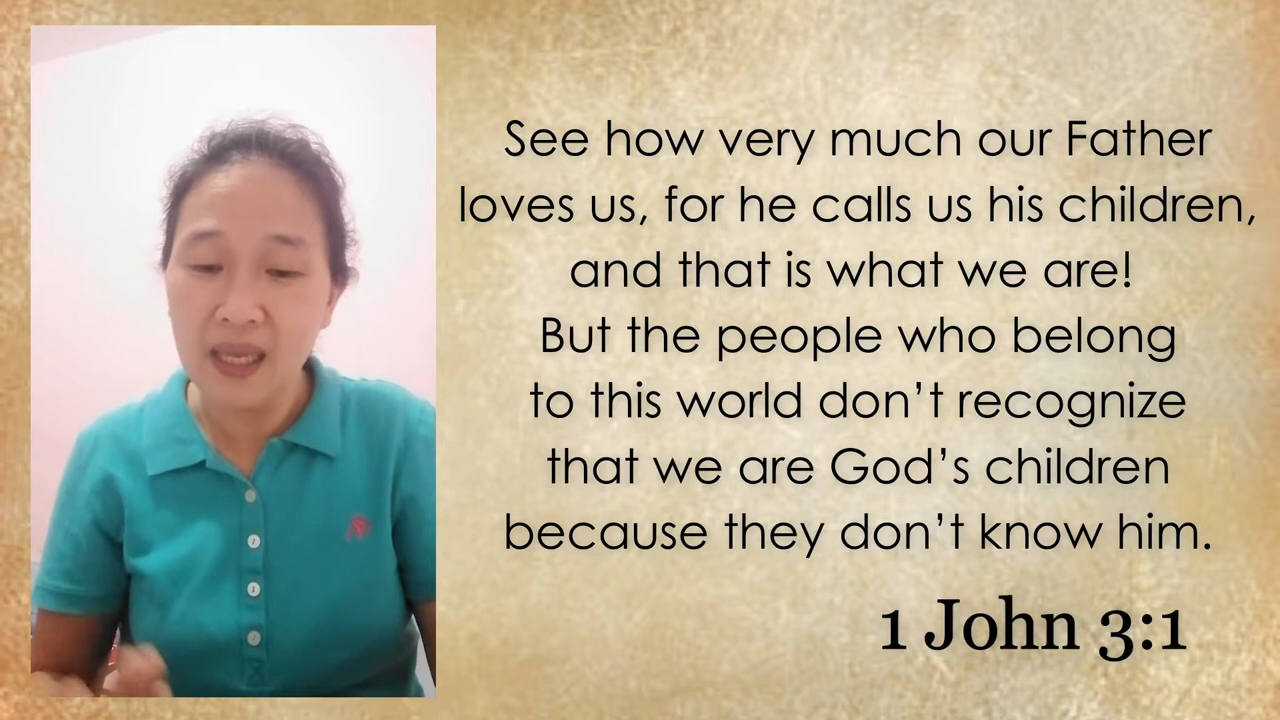 See how very much our Father
loves us, for he calls us his children,
and that is what we are!
But the people who belong
to this world don’t recognize
that we are God’s children
because they don’t know him.
1 John 3:1